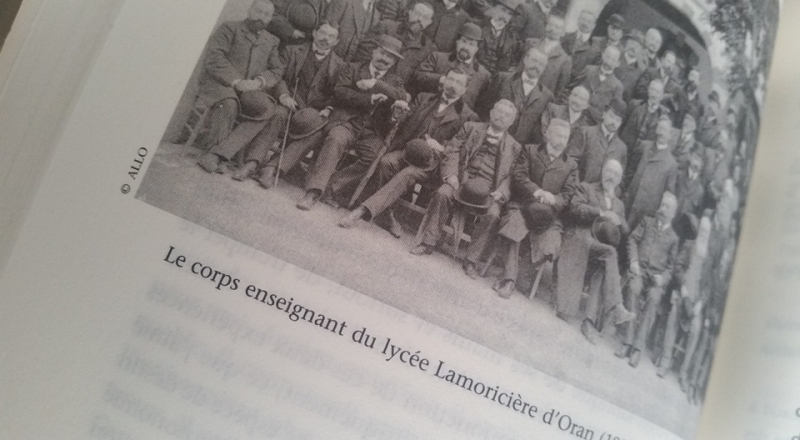 © ALLO
Le corps enseignant du lycée Lamoricière d'Oran